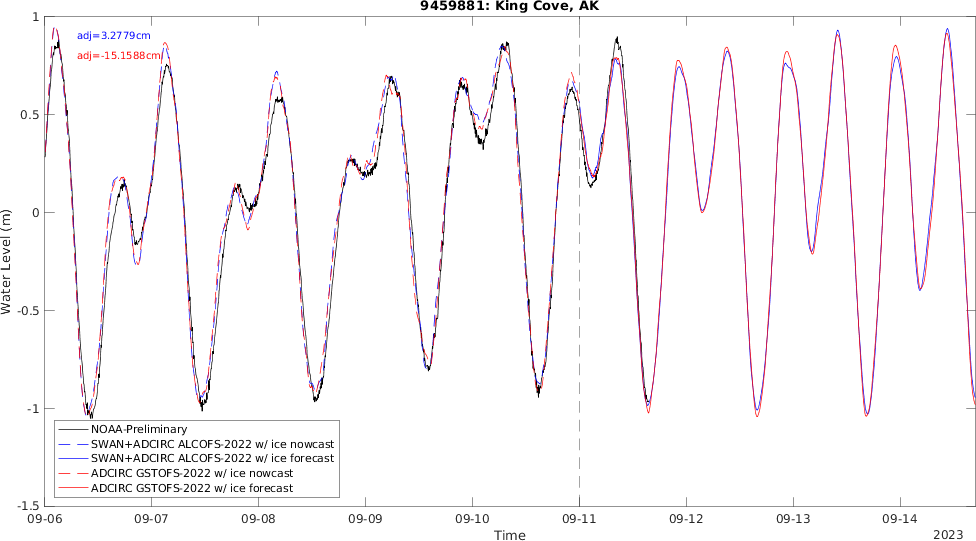 9459881: King Cove, AK
adj=3.2779cm
adj=-15.1588cm
1
0.5
0
-0.5
-1
-1.5
Water Level (m)
NOAA-Preliminary
SWAN+ADCIRC ALCOFS-2022 w/ ice nowcast
SWAN+ADCIRC ALCOFS-2022 w/ ice forecast
ADCIRC GSTOFS-2022 w/ ice nowcast
ADCIRC GSTOFS-2022 w/ ice forecast
09-06 09-07 09-08 09-09 09-10 09-11 09-12 09-13 09-14
Time
2023